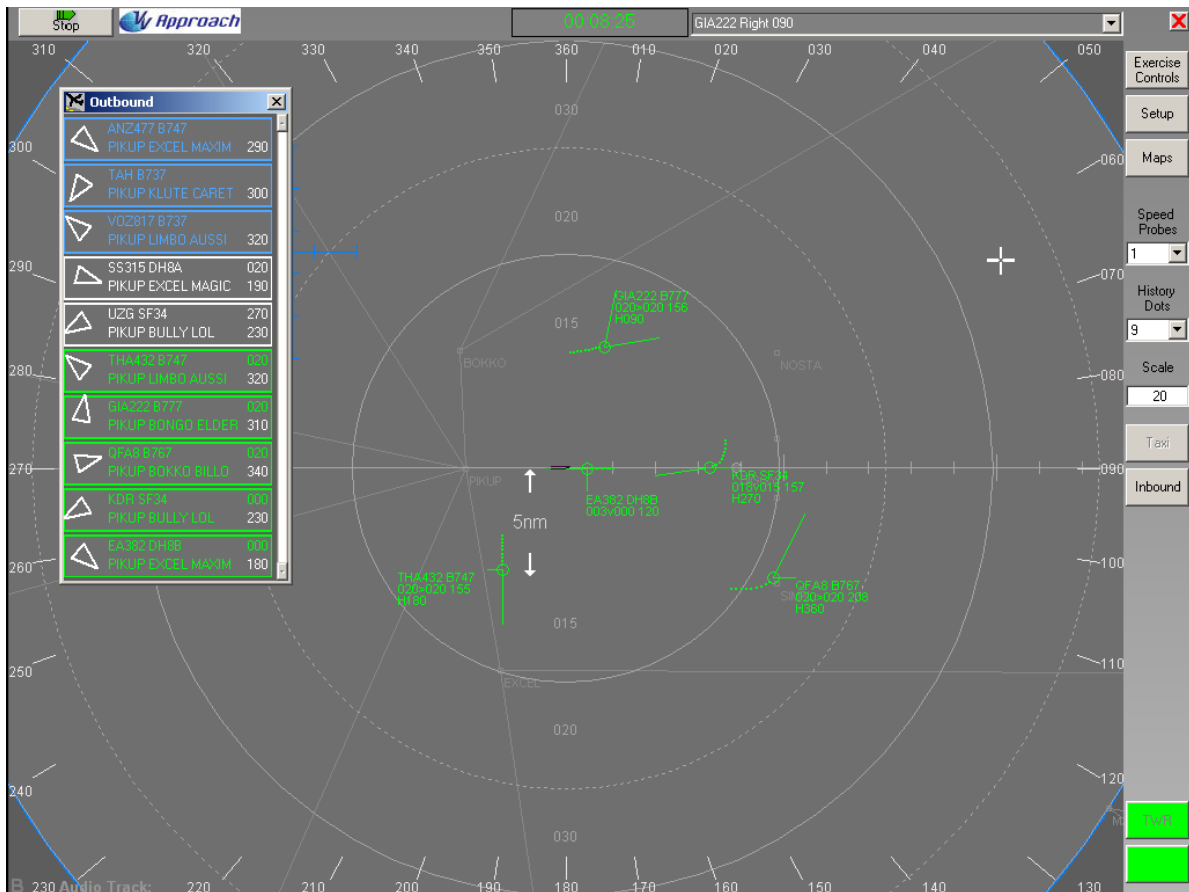 Stop
Approach
00:08:25
GIA222 Right 090
310
320
330
340
350
360
010
020
030
040
050
Exercise
Controls
Setup
Maps
Speed
Probes
1
History
Dots
9
Scale
20
Taxi
Inbound
TWR
Outbound
ANZ477 B747
PIKUP EXCEL MAXIM 290
TAH B737
PIKUP KLUTE CARET 300
VOZ817 B737
PIKUP LIMBO AUSSI 320
SS315 DH8A 020
PIKUP EXCEL MAGIC 190
UZG SF34 270
PIKUP BULLY LOL 230
THA432 B747 020
PIKUP LIMBO AUSSI 320
GIA222 B777 020
PIKUP BONGO ELDER 310
QFA8 B767 020
PIKUP BOKKO BILLO 340
KDR SF34 000
PIKUP BULLY LOL 230
EA382 DH8B 000
PIKUP EXCEL MAXIM 180
300
290
280
270
260
250
240
230
220
210
200
190
180
170
160
150
140
130
120
110
100
090
080
070
060
030
020
015
GIA222 B777
020>020 156
H090
BOKKO
NOSTA
PIKUP
EA382 DH8B
003v000 120
KDR SF34
016v015 157
H270
5nm
THA432 B747
020>020 155
H180
QFA8 B767
020>020 208
H360
015
EXCEL
020
030
B Audio Track: